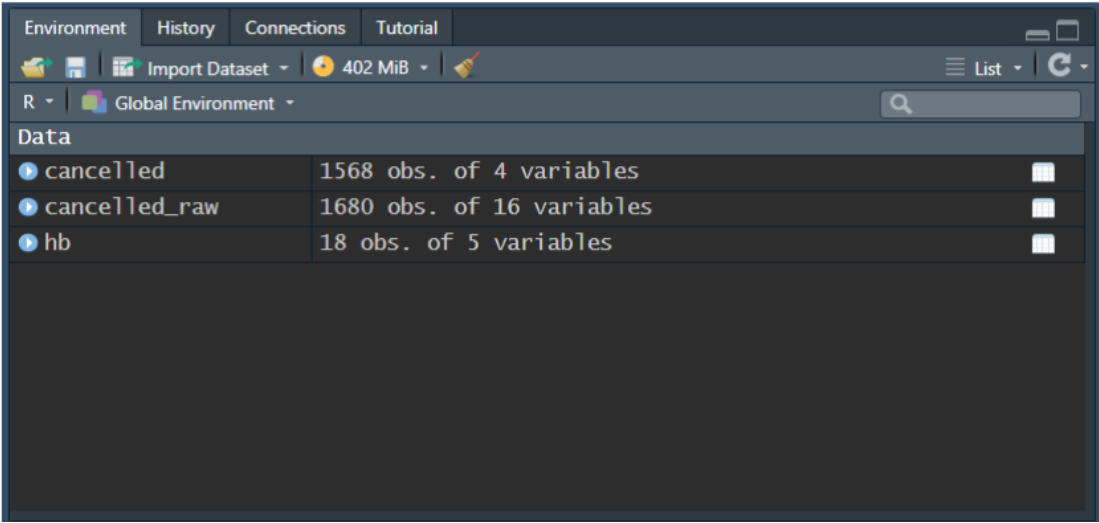 Environment History Connections Tutorial
Import Dataset 402 MiB List
R Global Environment
Data
cancelled 1568 obs. of 4 variables
cancelled_raw 1680 obs. of 16 variables
hb 18 obs. of 5 variables